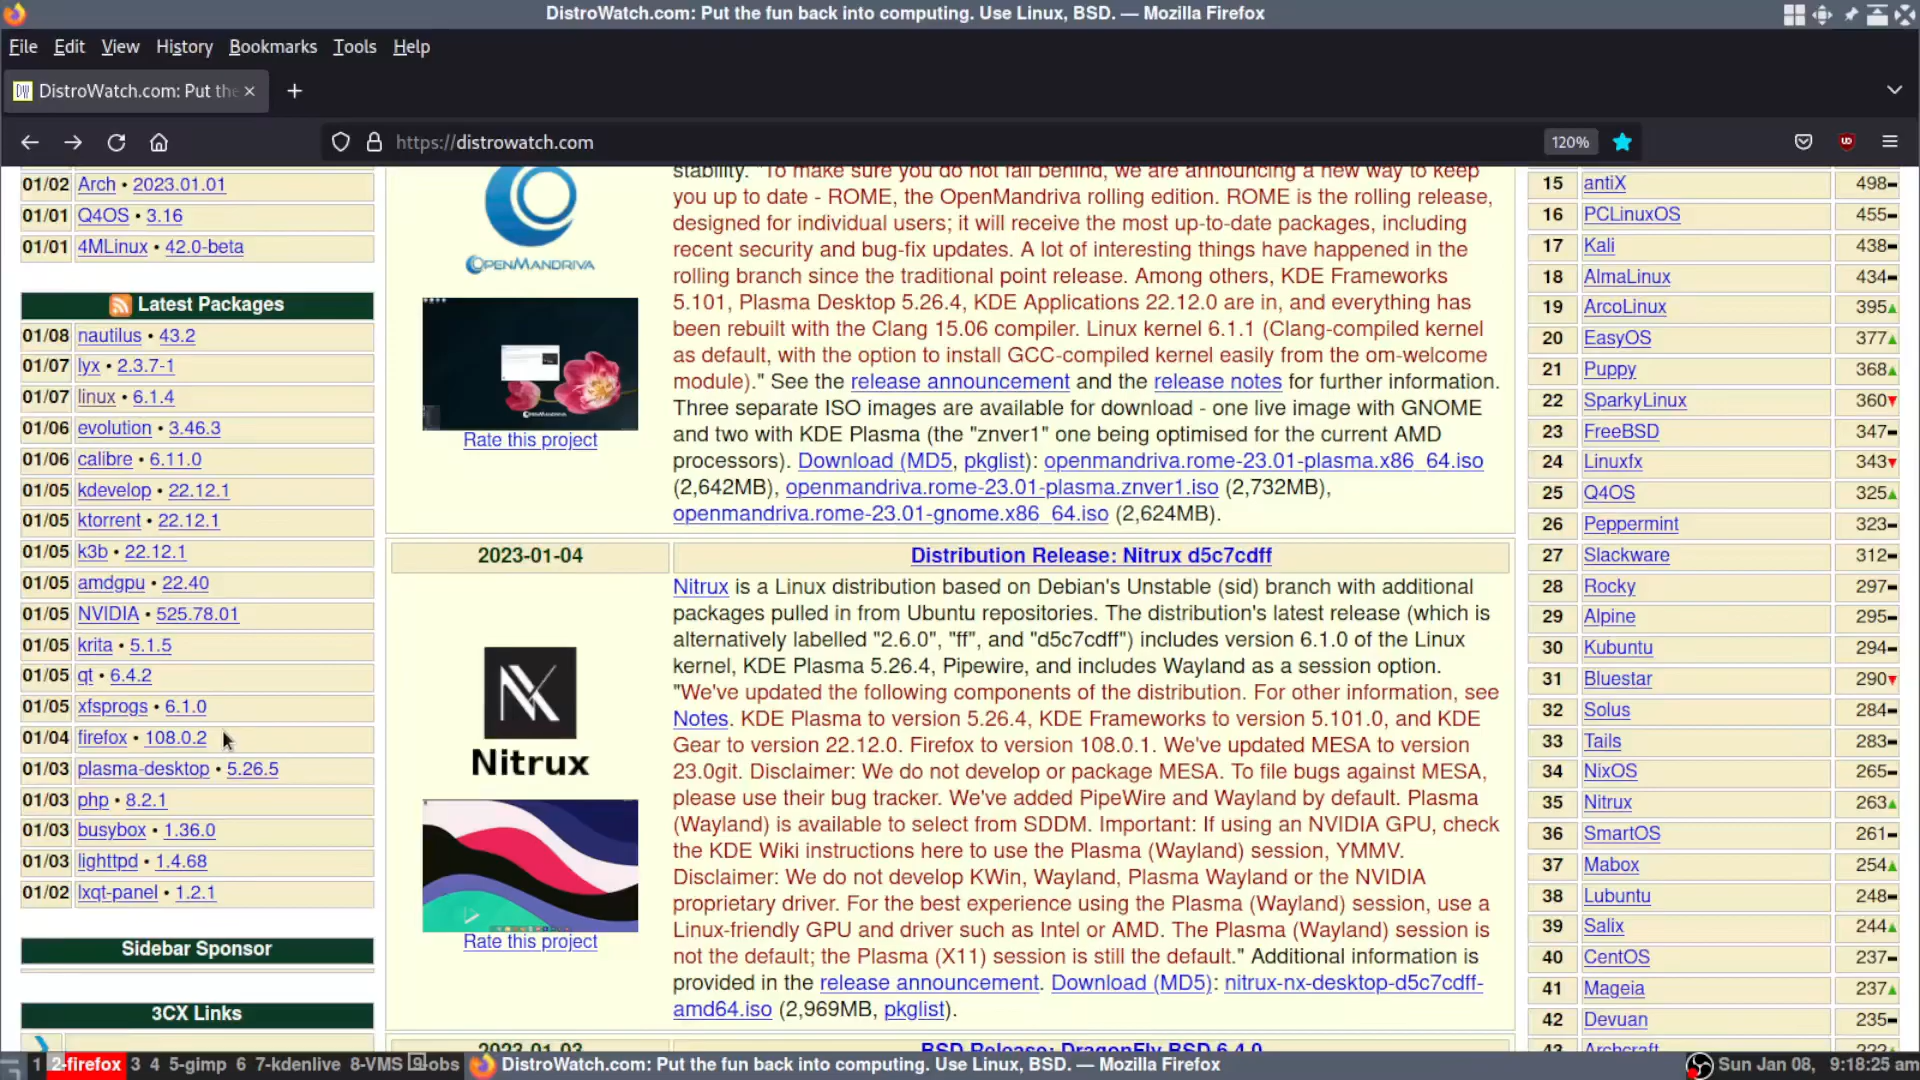 DistroWatch.com: Put the fun back into computing. Use Linux, BSD. — Mozilla Firefox
File Edit View History Bookmarks Tools Help
DistroWatch.com: Put the
https://distrowatch.com
120%
01/02 Arch • 2023.01.01
01/01 Q4OS • 3.16
01/01 4MLinux • 42.0-beta
Latest Packages
01/08 nautilus • 43.2
01/07 lyx • 2.3.7-1
01/07 linux • 6.1.4
01/06 evolution • 3.46.3
01/06 calibre • 6.11.0
01/05 kdevelop • 22.12.1
01/05 ktorrent • 22.12.1
01/05 k3b • 22.12.1
01/05 amdgpu • 22.40
01/05 NVIDIA • 525.78.01
01/05 krita • 5.1.5
01/05 qt • 6.4.2
01/05 xfsprogs • 6.1.0
01/04 firefox • 108.0.2
01/03 plasma-desktop • 5.26.5
01/03 php • 8.2.1
01/03 busybox • 1.36.0
01/03 lighttpd • 1.4.68
01/02 lxqt-panel • 1.2.1
Sidebar Sponsor
3CX Links
OPENMANDRIVA
Rate this project
stability. "To make sure you do not fall behind, we are announcing a new way to keep
you up to date - ROME, the OpenMandriva rolling edition. ROME is the rolling release,
designed for individual users; it will receive the most up-to-date packages, including
recent security and bug-fix updates. A lot of interesting things have happened in the
rolling branch since the traditional point release. Among others, KDE Frameworks
5.101, Plasma Desktop 5.26.4, KDE Applications 22.12.0 are in, and everything has
been rebuilt with the Clang 15.06 compiler. Linux kernel 6.1.1 (Clang-compiled kernel
as default, with the option to install GCC-compiled kernel easily from the om-welcome
module)." See the release announcement and the release notes for further information.
Three separate ISO images are available for download - one live image with GNOME
and two with KDE Plasma (the "znver1" one being optimised for the current AMD
processors). Download (MD5, pkglist): openmandriva.rome-23.01-plasma.x86_64.iso
(2,642MB), openmandriva.rome-23.01-plasma.znver1.iso (2,732MB),
openmandriva.rome-23.01-gnome.x86_64.iso (2,624MB).
2023-01-04
Distribution Release: Nitrux d5c7cdff
Nitrux
Rate this project
Nitrux is a Linux distribution based on Debian's Unstable (sid) branch with additional
packages pulled in from Ubuntu repositories. The distribution's latest release (which is
alternatively labelled "2.6.0", "ff", and "d5c7cdff") includes version 6.1.0 of the Linux
kernel, KDE Plasma 5.26.4, Pipewire, and includes Wayland as a session option.
"We've updated the following components of the distribution. For other information, see
Notes. KDE Plasma to version 5.26.4, KDE Frameworks to version 5.101.0, and KDE
Gear to version 22.12.0. Firefox to version 108.0.1. We've updated MESA to version
23.0git. Disclaimer: We do not develop or package MESA. To file bugs against MESA,
please use their bug tracker. We've added PipeWire and Wayland by default. Plasma
(Wayland) is available to select from SDDM. Important: If using an NVIDIA GPU, check
the KDE Wiki instructions here to use the Plasma (Wayland) session, YMMV.
Disclaimer: We do not develop KWin, Wayland, Plasma Wayland or the NVIDIA
proprietary driver. For the best experience using the Plasma (Wayland) session, use a
Linux-friendly GPU and driver such as Intel or AMD. The Plasma (Wayland) session is
not the default; the Plasma (X11) session is still the default." Additional information is
provided in the release announcement. Download (MD5): nitrux-nx-desktop-d5c7cdff-
amd64.iso (2,969MB, pkglist).
2023-01-03
BSD Release: DragonFly BSD 6.4.0
15 antiX 498
16 PCLinuxOS 455
17 Kali 438
18 AlmaLinux 434
19 ArcoLinux 395
20 EasyOS 377
21 Puppy 368
22 SparkyLinux 360
23 FreeBSD 347
24 Linuxfx 343
25 Q4OS 325
26 Peppermint 323
27 Slackware 312
28 Rocky 297
29 Alpine 295
30 Kubuntu 294
31 Bluestar 290
32 Solus 284
33 Tails 283
34 NixOS 265
35 Nitrux 263
36 SmartOS 261
37 Mabox 254
38 Lubuntu 248
39 Salix 244
40 CentOS 237
41 Mageia 237
42 Devuan 235
43 Archcraft
1 2-firefox 3 4 5-gimp 6 7-kdenlive 8-VMS 9-obs DistroWatch.com: Put the fun back into computing. Use Linux, BSD. — Mozilla Firefox Sun Jan 08, 9:18:25 am